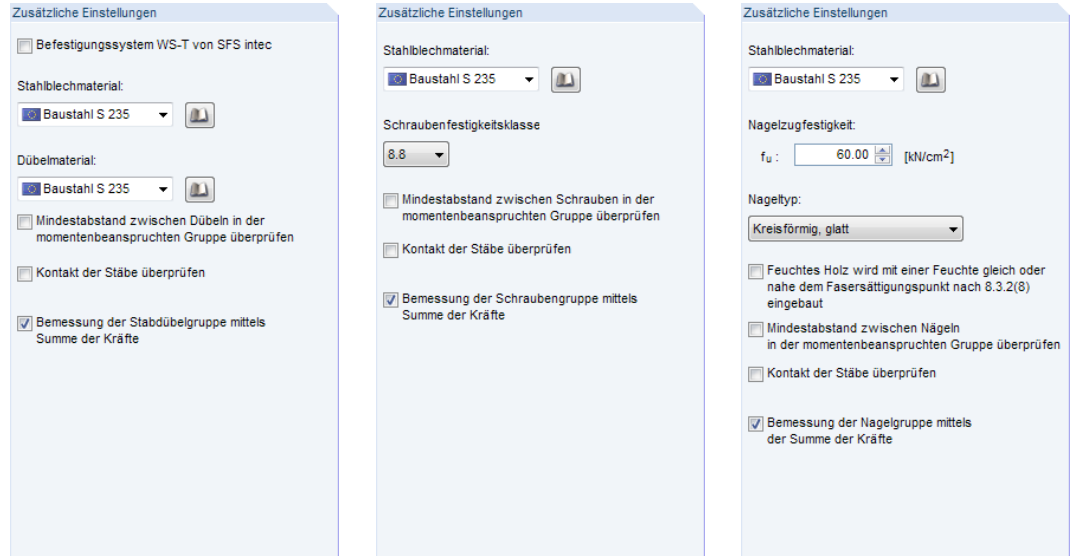 Zusätzliche Einstellungen
Befestigungssystem WS-T von SFS intec
Stahlblechmaterial:
Baustahl S 235
Dübelmaterial:
Baustahl S 235
Mindestabstand zwischen Dübeln in der
momentenbeanspruchten Gruppe überprüfen
Kontakt der Stäbe überprüfen
Bemessung der Stabdübelgruppe mittels
Summe der Kräfte
Zusätzliche Einstellungen
Stahlblechmaterial:
Baustahl S 235
Schraubenfestigkeitsklasse
8.8
Mindestabstand zwischen Schrauben in der
momentenbeanspruchten Gruppe überprüfen
Kontakt der Stäbe überprüfen
Bemessung der Schraubengruppe mittels
Summe der Kräfte
Zusätzliche Einstellungen
Stahlblechmaterial:
Baustahl S 235
Nagelzugfestigkeit:
fu : 60.00 [kN/cm2]
Nageltyp:
Kreisförmig, glatt
Feuchtes Holz wird mit einer Feuchte gleich oder
nahe dem Fasersättigungspunkt nach 8.3.2(8)
eingebaut
Mindestabstand zwischen Nägeln
in der momentenbeanspruchten Gruppe überprüfen
Kontakt der Stäbe überprüfen
Bemessung der Nagelgruppe mittels
der Summe der Kräfte